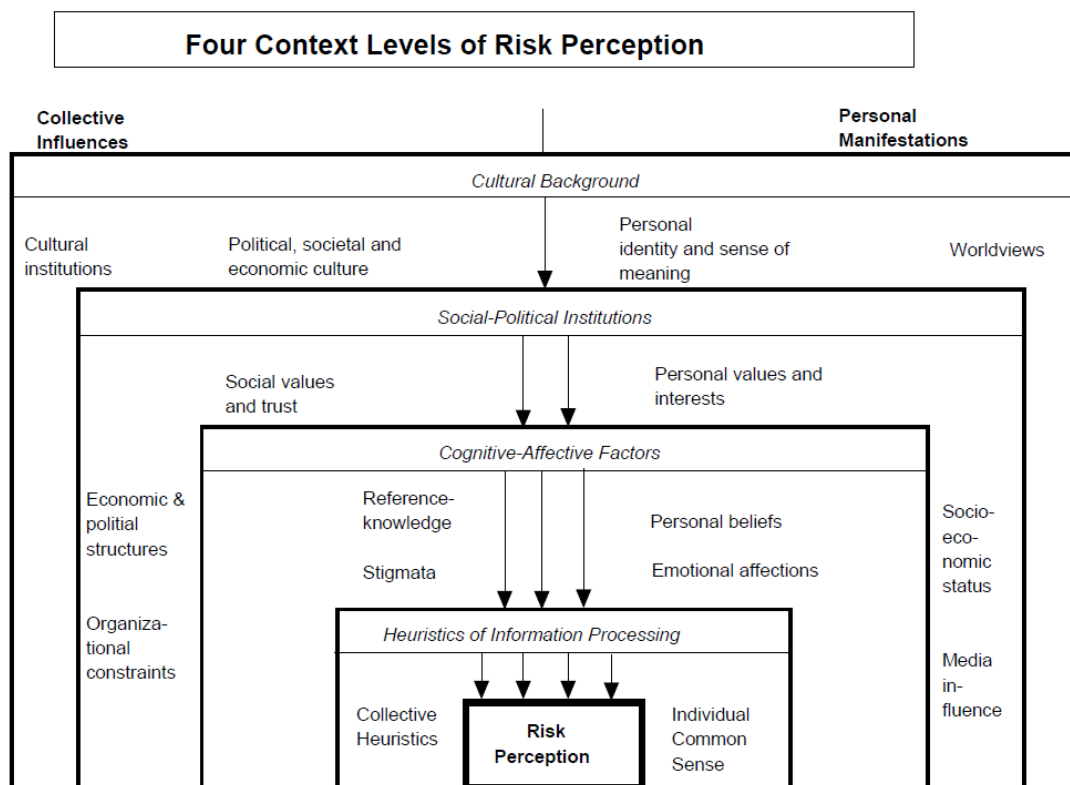 Four Context Levels of Risk Perception
Collective
Influences
Personal
Manifestations
Cultural Background
Cultural
institutions
Political, societal and
economic culture
Personal
identity and sense of
meaning
Worldviews
Social-Political Institutions
Social values
and trust
Personal values and
interests
Cognitive-Affective Factors
Economic &
politial
structures
Reference-
knowledge
Personal beliefs
Socio-
eco-
nomic
status
Stigmata
Emotional affections
Organiza-
tional
constraints
Heuristics of Information Processing
Media
in-
fluence
Collective
Heuristics
Risk
Perception
Individual
Common
Sense